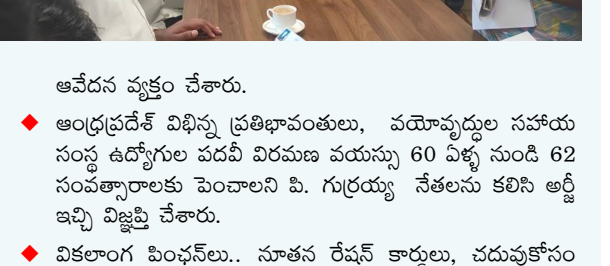 ఆవేదన వ్యక్తం చేశారు.
◆ ఆంధ్రప్రదేశ్ విభిన్న ప్రతిభావంతులు, వయోవృద్ధుల సహాయ
సంస్థ ఉద్యోగుల పదవీ విరమణ వయస్సు 60 ఏళ్ళ నుండి 62
సంవత్సారాలకు పెంచాలని పి. గుర్రయ్య నేతలను కలిసి అర్జీ
ఇచ్చి విజ్ఞప్తి చేశారు.
◆ వికలాంగ పింఛన్‌లు.. నూతన రేషన్ కార్డులు, చదువుకోసం